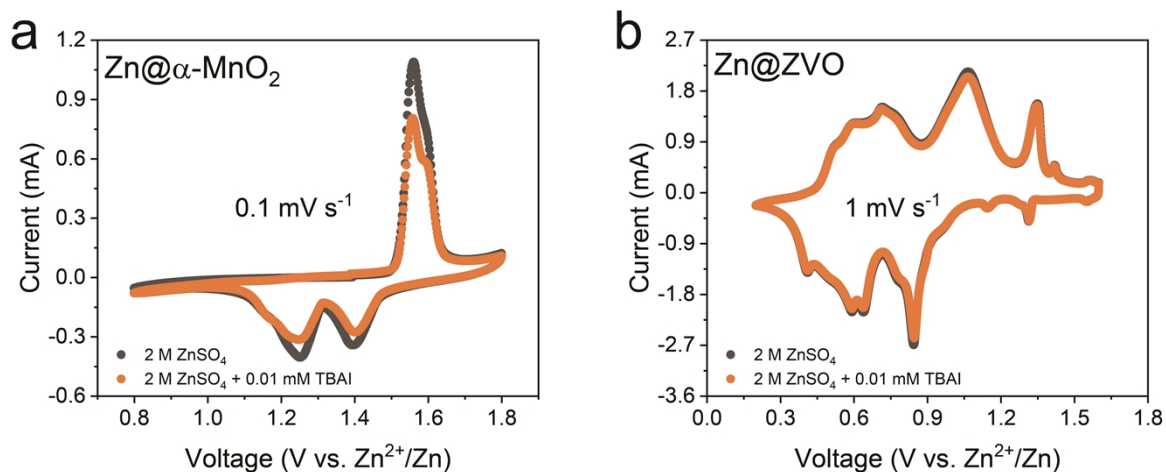 a
Zn@α-MnO₂
0.1 mV s⁻¹
2 M ZnSO₄
2 M ZnSO₄ + 0.01 mM TBAI
Current (mA)
1.2
0.9
0.6
0.3
0.0
-0.3
-0.6
0.8 1.0 1.2 1.4 1.6 1.8
Voltage (V vs. Zn²⁺/Zn)
b
Zn@ZVO
1 mV s⁻¹
2 M ZnSO₄
2 M ZnSO₄ + 0.01 mM TBAI
Current (mA)
2.7
1.8
0.9
0.0
-0.9
-1.8
-2.7
-3.6
0.0 0.3 0.6 0.9 1.2 1.5 1.8
Voltage (V vs. Zn²⁺/Zn)